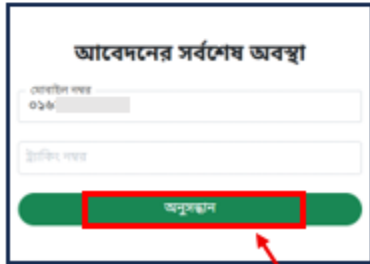 আবেদনের সর্বশেষ অবস্থা
মোবাইল নম্বর
০১৬
ট্র্যাকিং নম্বর
অনুসন্ধান